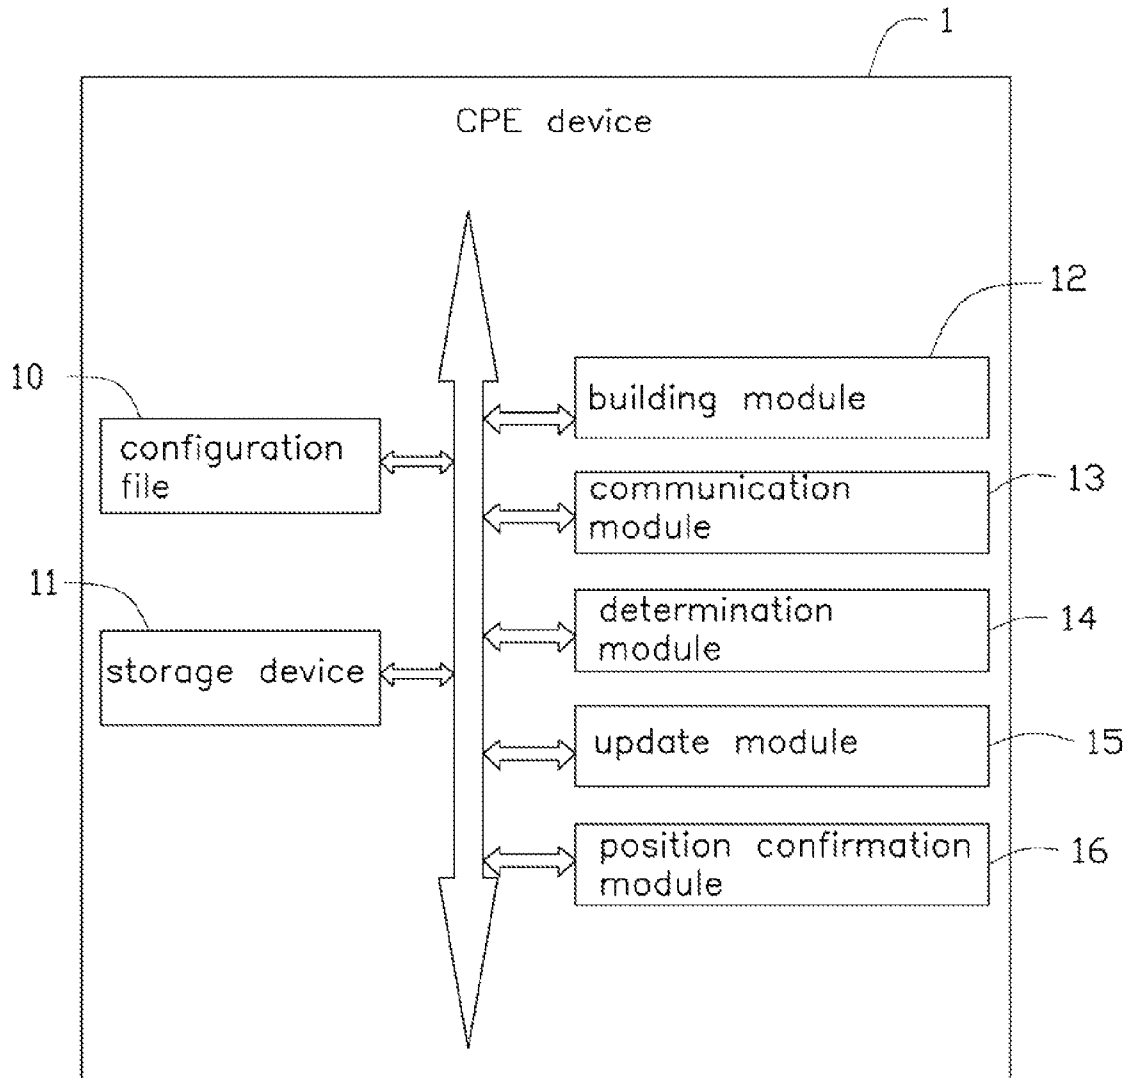 1
CPE device
12
10
building module
configuration
file
communication
module
13
11
determination
module
14
storage device
update module
15
position confirmation
module
16